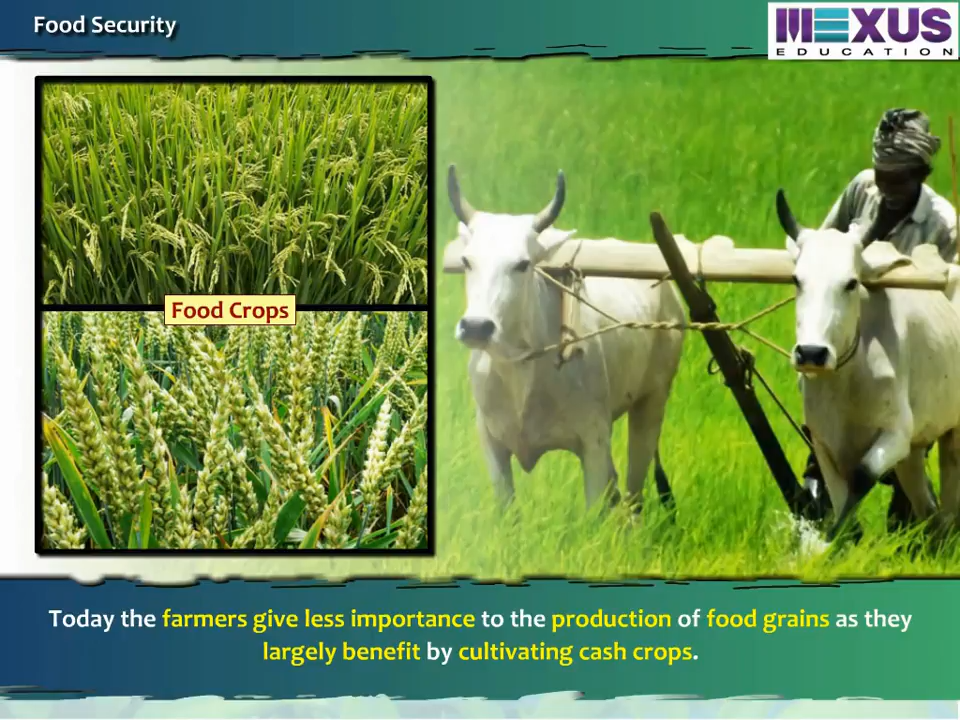 Food Security
MEXUS
EDUCATION
Food Crops
Today the farmers give less importance to the production of food grains as they
largely benefit by cultivating cash crops.